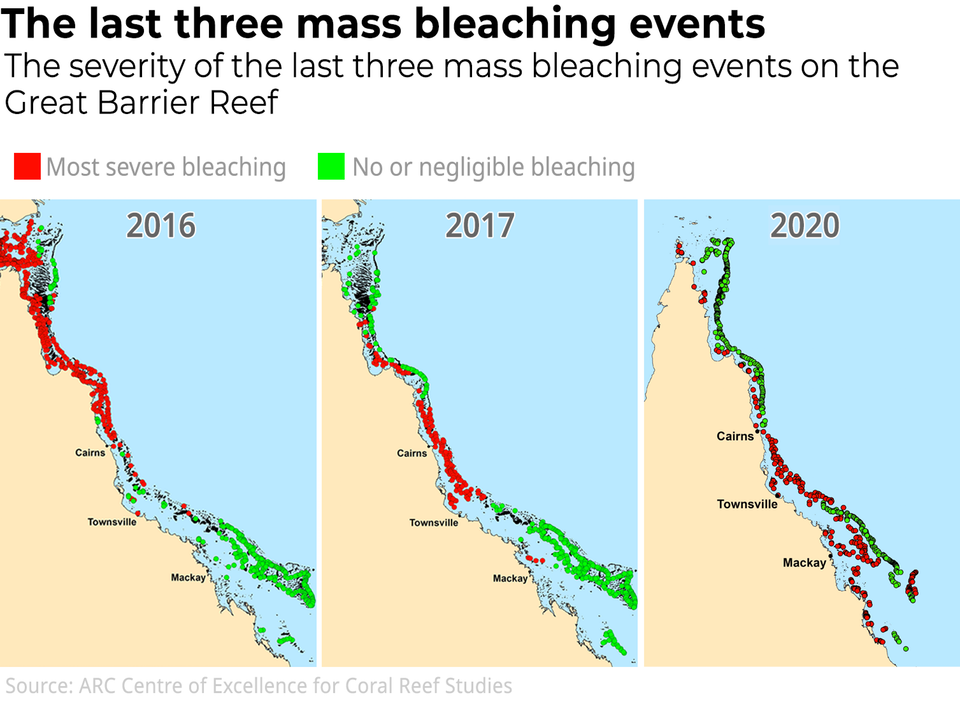 The last three mass bleaching events
The severity of the last three mass bleaching events on the
Great Barrier Reef
Most severe bleaching
No or negligible bleaching
2016
2017
2020
Cairns
Townsville
Mackay
Cairns
Townsville
Mackay
Cairns
Townsville
Mackay
Source: ARC Centre of Excellence for Coral Reef Studies